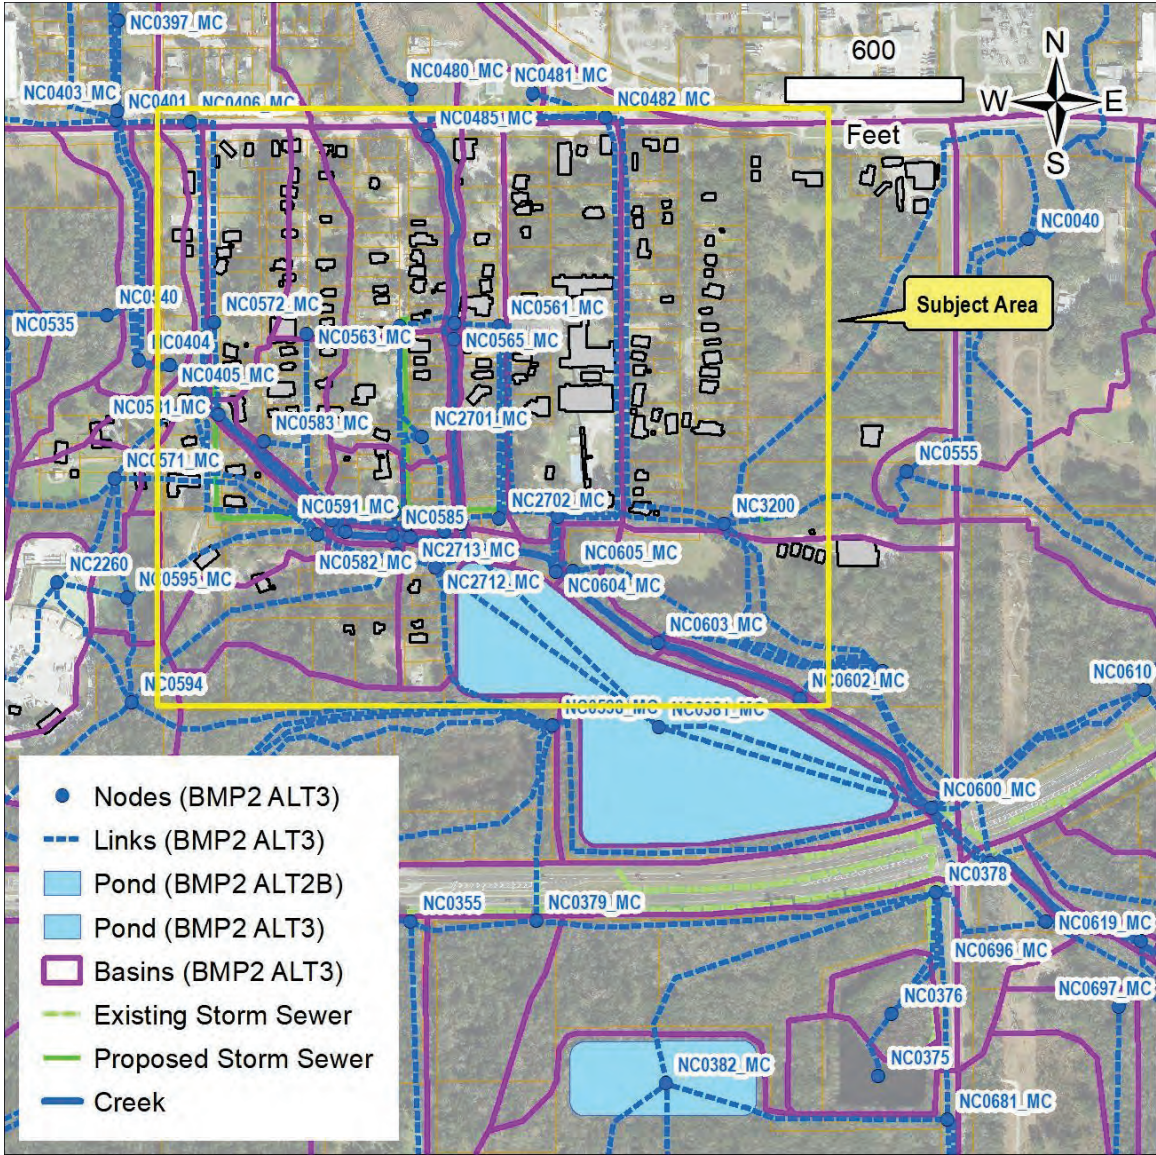 NC0397_MC
NC0480_MC
NC0481_MC
600
N
W
E
S
NC0403_MC
NC0401
NC0406_MC
NC0482_MC
NC0485_MC
Feet
NC0040
NC0540
NC0535
NC0572_MC
NC0561_MC
Subject Area
NC0563_MC
NC0565_MC
NC0404
NC0405_MC
NC0531_MC
NC0583_MC
NC2701_MC
NC0571_MC
NC0555
NC0591_MC
NC0585
NC2702_MC
NC3200
NC0582_MC
NC2713_MC
NC0605_MC
NC2260
NC0595_MC
NC2712_MC
NC0604_MC
NC0603_MC
NC0594
NC0602_MC
NC0610
NC0381_MC
NC0600_MC
Nodes (BMP2 ALT3)
Links (BMP2 ALT3)
Pond (BMP2 ALT2B)
Pond (BMP2 ALT3)
Basins (BMP2 ALT3)
Existing Storm Sewer
Proposed Storm Sewer
Creek
NC0378
NC0355
NC0379_MC
NC0619_MC
NC0696_MC
NC0697_MC
NC0376
NC0375
NC0382_MC
NC0681_MC